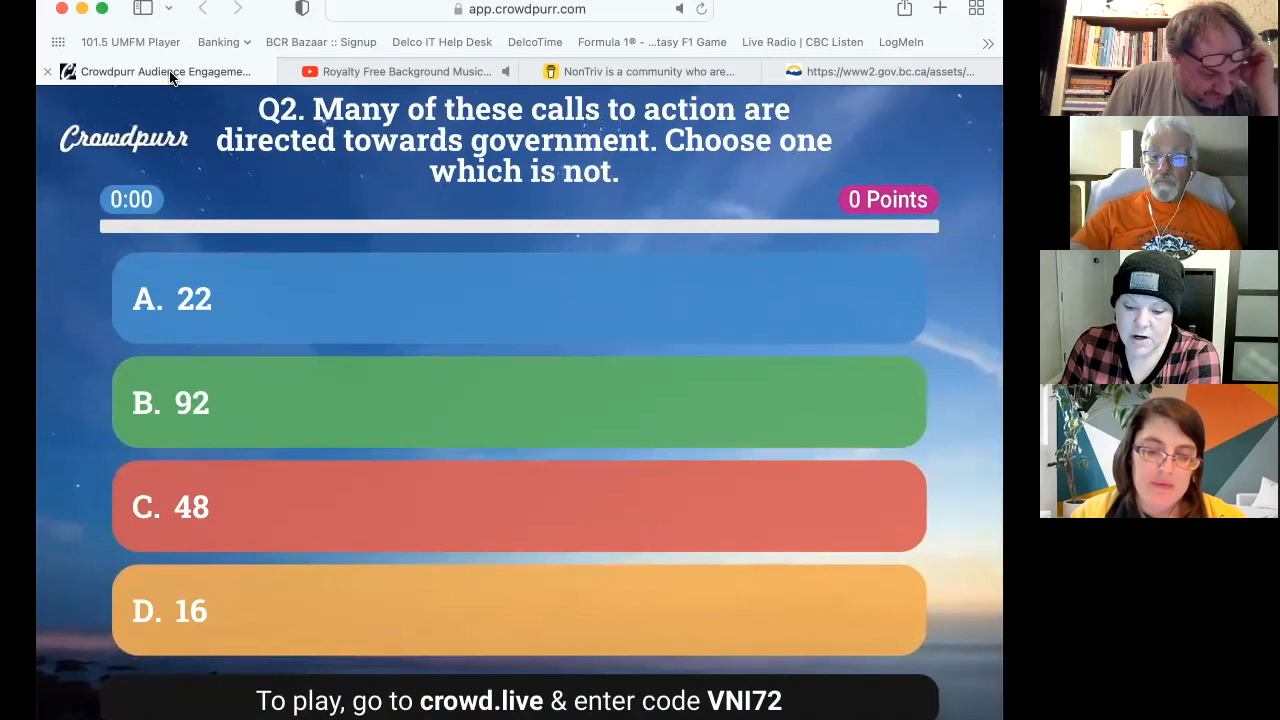 app.crowdpurr.com
101.5 UMFM Player
Banking
BCR Bazaar :: Signup
Delco IT Help Desk
DelcoTime
Formula 1® - ...tasy F1 Game
Live Radio | CBC Listen
LogMeIn
Crowdpurr Audience Engageme...
Royalty Free Background Music...
NonTriv is a community who are...
https://www2.gov.bc.ca/assets/...
Crowdpurr
Q2. Many of these calls to action are
directed towards government. Choose one
which is not.
0:00
0 Points
A. 22
B. 92
C. 48
D. 16
To play, go to crowd.live & enter code VNI72